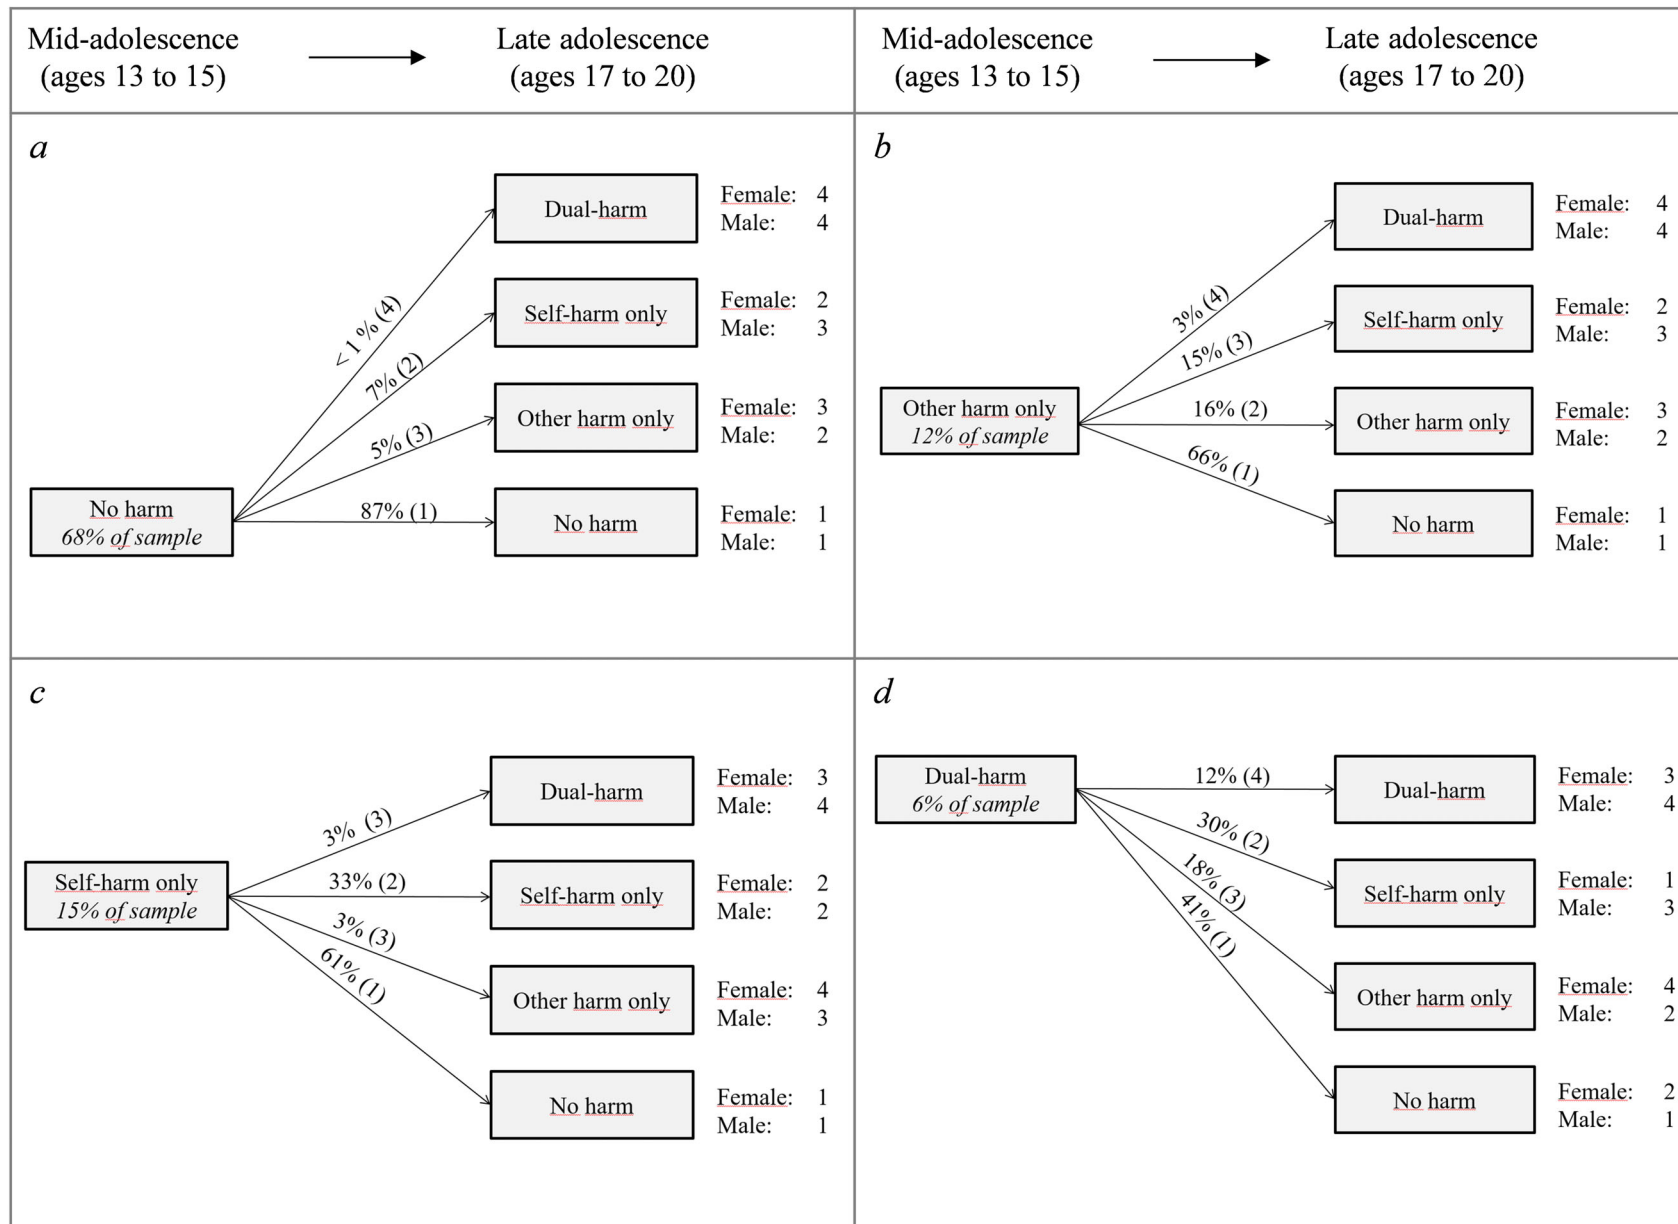 Mid-adolescence
(ages 13 to 15)
Late adolescence
(ages 17 to 20)
Mid-adolescence
(ages 13 to 15)
Late adolescence
(ages 17 to 20)
a
No harm
68% of sample
< 1 % (4)
7% (2)
5% (3)
87% (1)
Dual-harm
Female: 4
Male: 4
Self-harm only
Female: 2
Male: 3
Other harm only
Female: 3
Male: 2
No harm
Female: 1
Male: 1
b
Other harm only
12% of sample
3% (4)
15% (3)
16% (2)
66% (1)
Dual-harm
Female: 4
Male: 4
Self-harm only
Female: 2
Male: 3
Other harm only
Female: 3
Male: 2
No harm
Female: 1
Male: 1
c
Self-harm only
15% of sample
3% (3)
33% (2)
3% (3)
61% (1)
Dual-harm
Female: 3
Male: 4
Self-harm only
Female: 2
Male: 2
Other harm only
Female: 4
Male: 3
No harm
Female: 1
Male: 1
d
Dual-harm
6% of sample
12% (4)
30% (2)
18% (3)
41% (1)
Dual-harm
Female: 3
Male: 4
Self-harm only
Female: 1
Male: 3
Other harm only
Female: 4
Male: 2
No harm
Female: 2
Male: 1